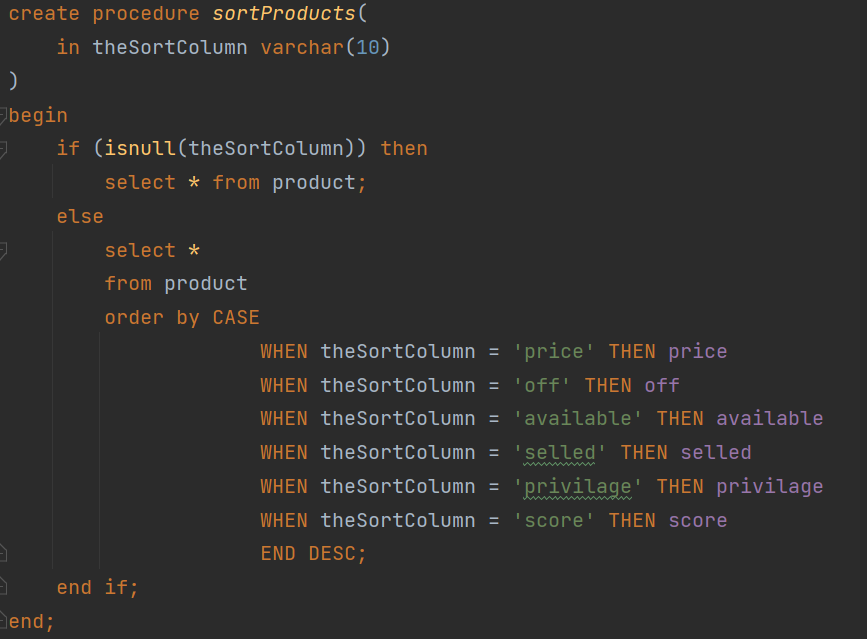 create procedure sortProducts(
    in theSortColumn varchar(10)
)
begin
    if (isnull(theSortColumn)) then
        select * from product;
    else
        select *
        from product
        order by CASE
                     WHEN theSortColumn = 'price' THEN price
                     WHEN theSortColumn = 'off' THEN off
                     WHEN theSortColumn = 'available' THEN available
                     WHEN theSortColumn = 'selled' THEN selled
                     WHEN theSortColumn = 'privilage' THEN privilage
                     WHEN theSortColumn = 'score' THEN score
                     END DESC;
    end if;
end;